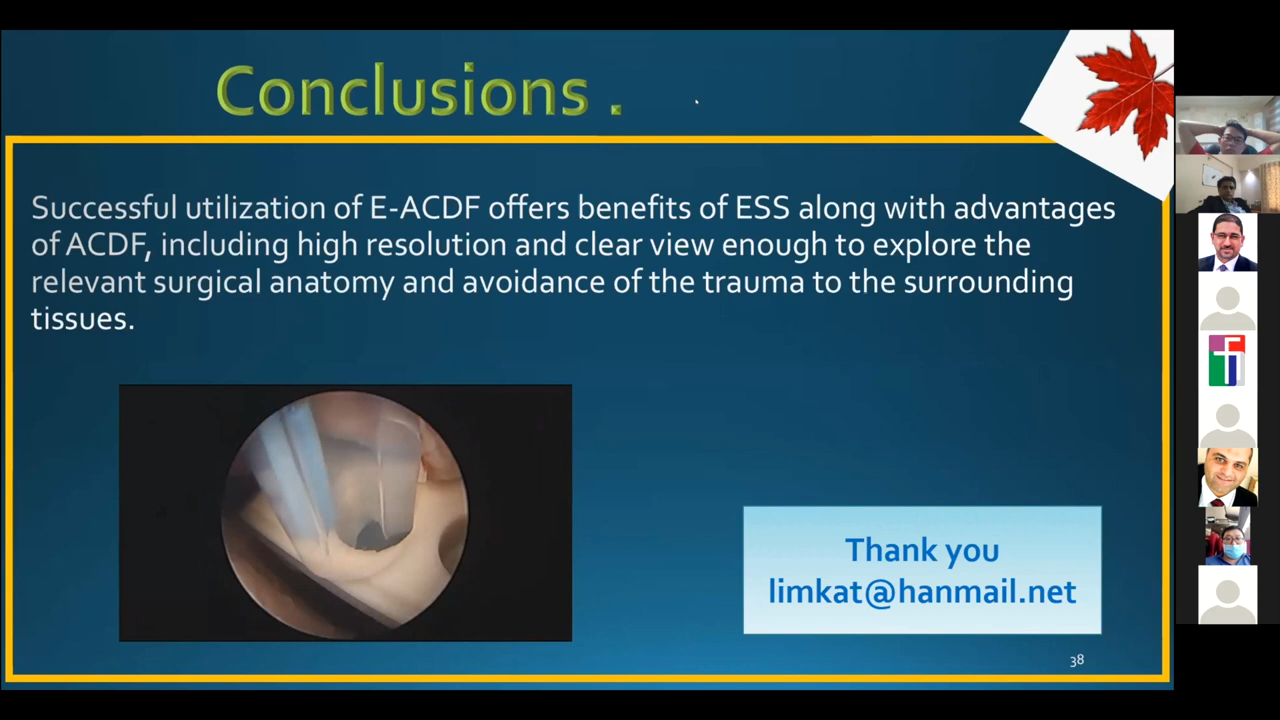 Conclusions .
Successful utilization of E-ACDF offers benefits of ESS along with advantages
of ACDF, including high resolution and clear view enough to explore the
relevant surgical anatomy and avoidance of the trauma to the surrounding
tissues.
Thank you
limkat@hanmail.net
38